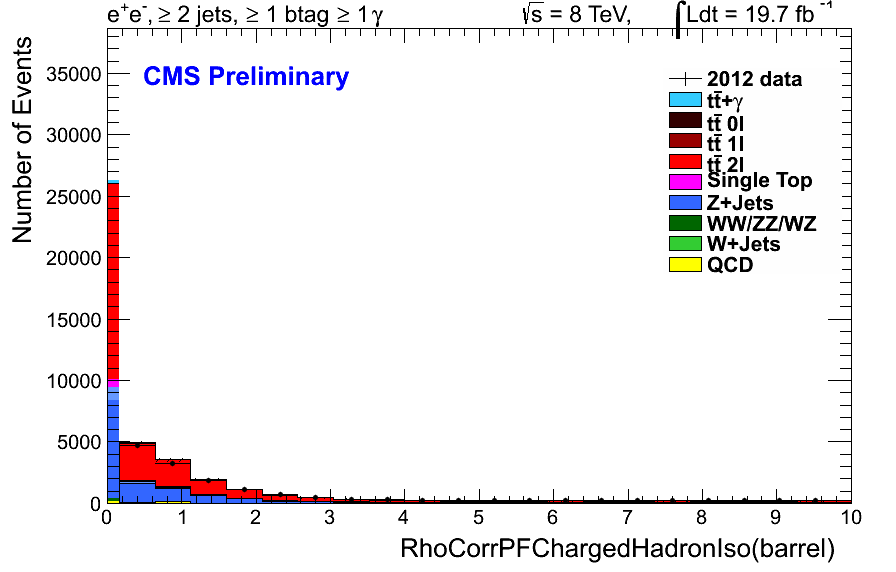 e⁺e⁻, ≥ 2 jets, ≥ 1 btag ≥ 1 γ
√s = 8 TeV, ∫Ldt = 19.7 fb⁻¹
CMS Preliminary
2012 data
tt̄+γ
tt̄ 0l
tt̄ 1l
tt̄ 2l
Single Top
Z+Jets
WW/ZZ/WZ
W+Jets
QCD
Number of Events
35000
30000
25000
20000
15000
10000
5000
0
0 1 2 3 4 5 6 7 8 9 10
RhoCorrPFChargedHadronIso(barrel)